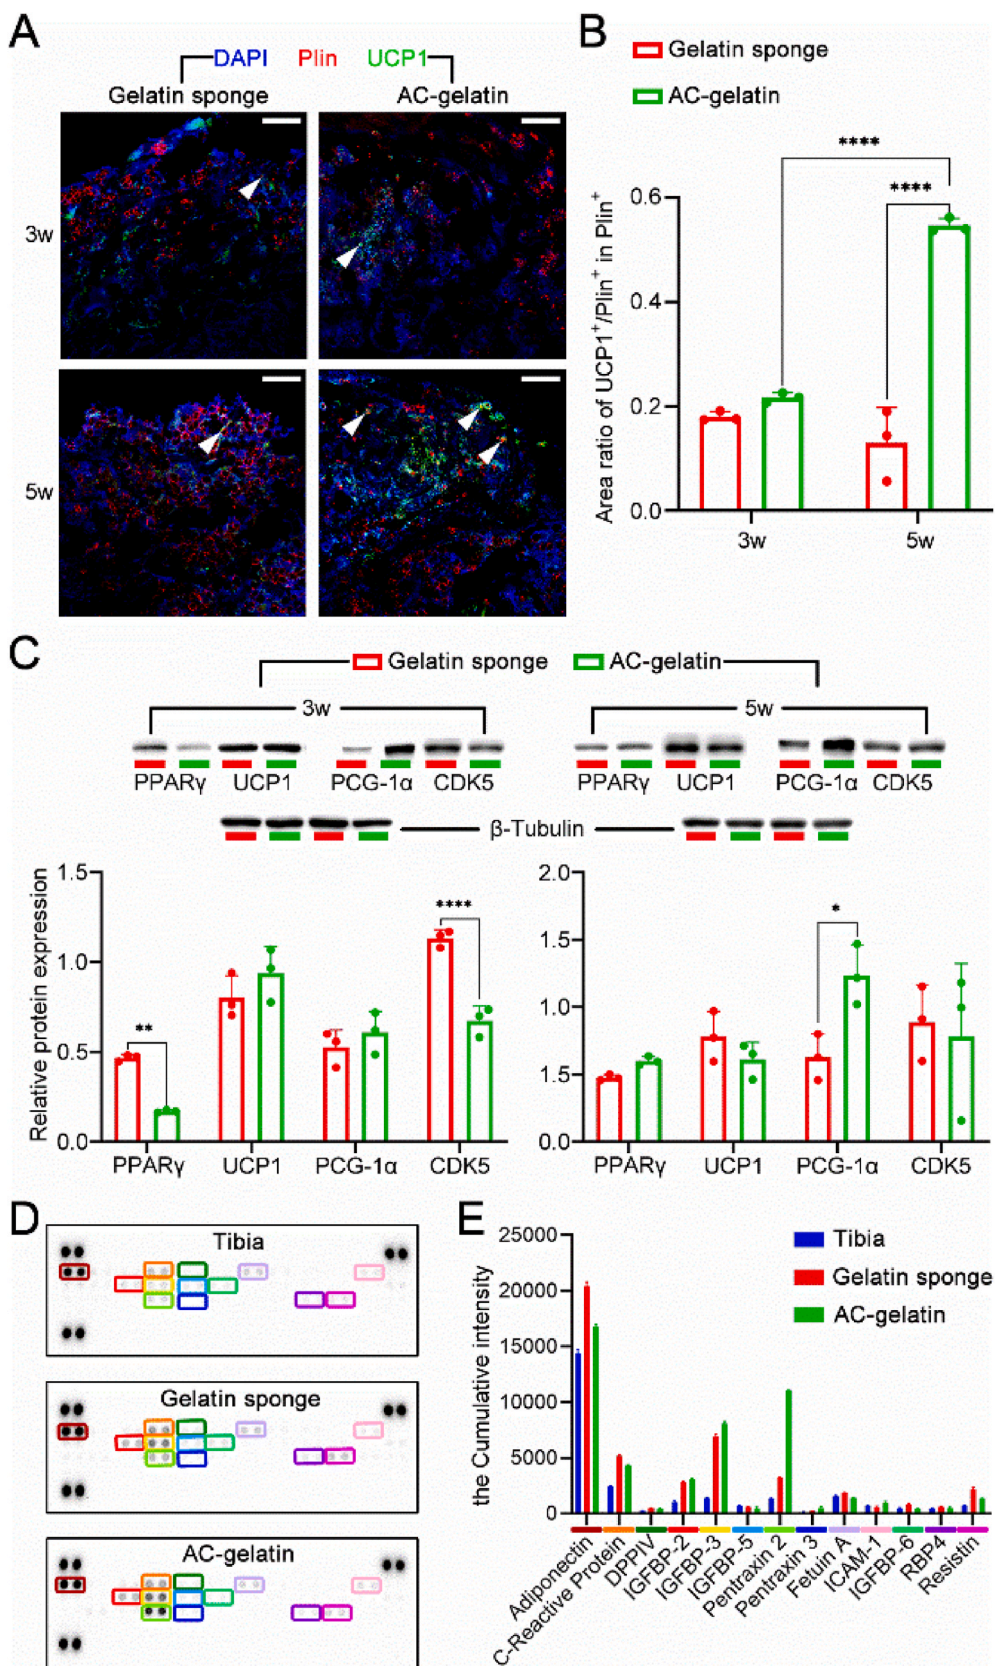 A
DAPI Plin UCP1
Gelatin sponge AC-gelatin
3w
5w
B
Gelatin sponge
AC-gelatin
****
****
Area ratio of UCP1⁺/Plin⁺ in Plin⁺
0.6
0.4
0.2
0.0
3w 5w
C
Gelatin sponge AC-gelatin
3w 5w
PPARγ UCP1 PCG-1α CDK5 PPARγ UCP1 PCG-1α CDK5
β-Tubulin
Relative protein expression
1.5
1.0
0.5
0.0
**
****
PPARγ UCP1 PCG-1α CDK5
2.0
1.5
1.0
1.5
0.0
*
PPARγ UCP1 PCG-1α CDK5
D
Tibia
Gelatin sponge
AC-gelatin
E
the Cumulative intensity
25000
20000
15000
10000
5000
0
Tibia
Gelatin sponge
AC-gelatin
Adiponectin
C-Reactive Protein
DPPIV
IGFBP-2
IGFBP-3
IGFBP-5
Pentraxin 2
Pentraxin 3
Fetuin A
ICAM-1
IGFBP-6
RBP4
Resistin